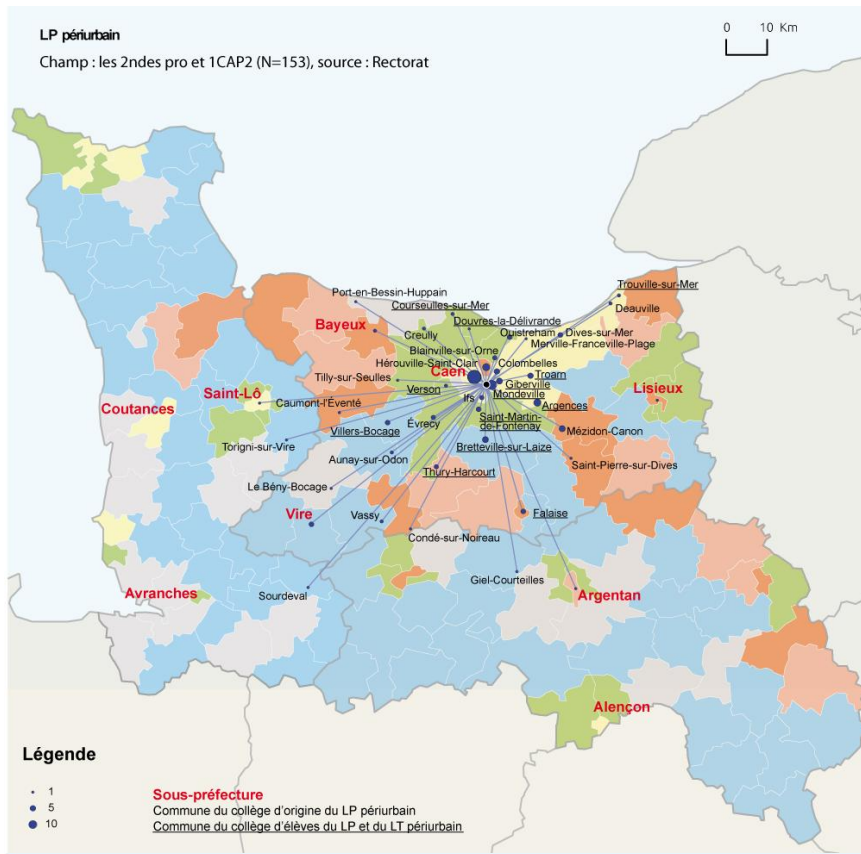 LP périurbain
0 10 Km
Champ : les 2ndes pro et 1CAP2 (N=153), source : Rectorat
Trouville-sur-Mer
Port-en-Bessin-Huppain
Courseulles-sur-Mer
Deauville
Douvres-la-Délivrande
Bayeux
Ouistreham
Dives-sur-Mer
Creully
Merville-Franceville-Plage
Blainville-sur-Orne
Hérouville-Saint-Clair
Colombelles
Caen
Troarn
Tilly-sur-Seulles
Giberville
Verson
Lisieux
Saint-Lô
Mondeville
Ifs
Argences
Caumont-l'Éventé
Coutances
Saint-Martin-
de-Fontenay
Villers-Bocage
Évrecy
Mézidon-Canon
Torigni-sur-Vire
Bretteville-sur-Laize
Aunay-sur-Odon
Saint-Pierre-sur-Dives
Thury-Harcourt
Le Bény-Bocage
Vire
Vassy
Falaise
Condé-sur-Noireau
Giel-Courteilles
Avranches
Sourdeval
Argentan
Alençon
Légende
1
5
10
Sous-préfecture
Commune du collège d'origine du LP périurbain
Commune du collège d'élèves du LP et du LT périurbain